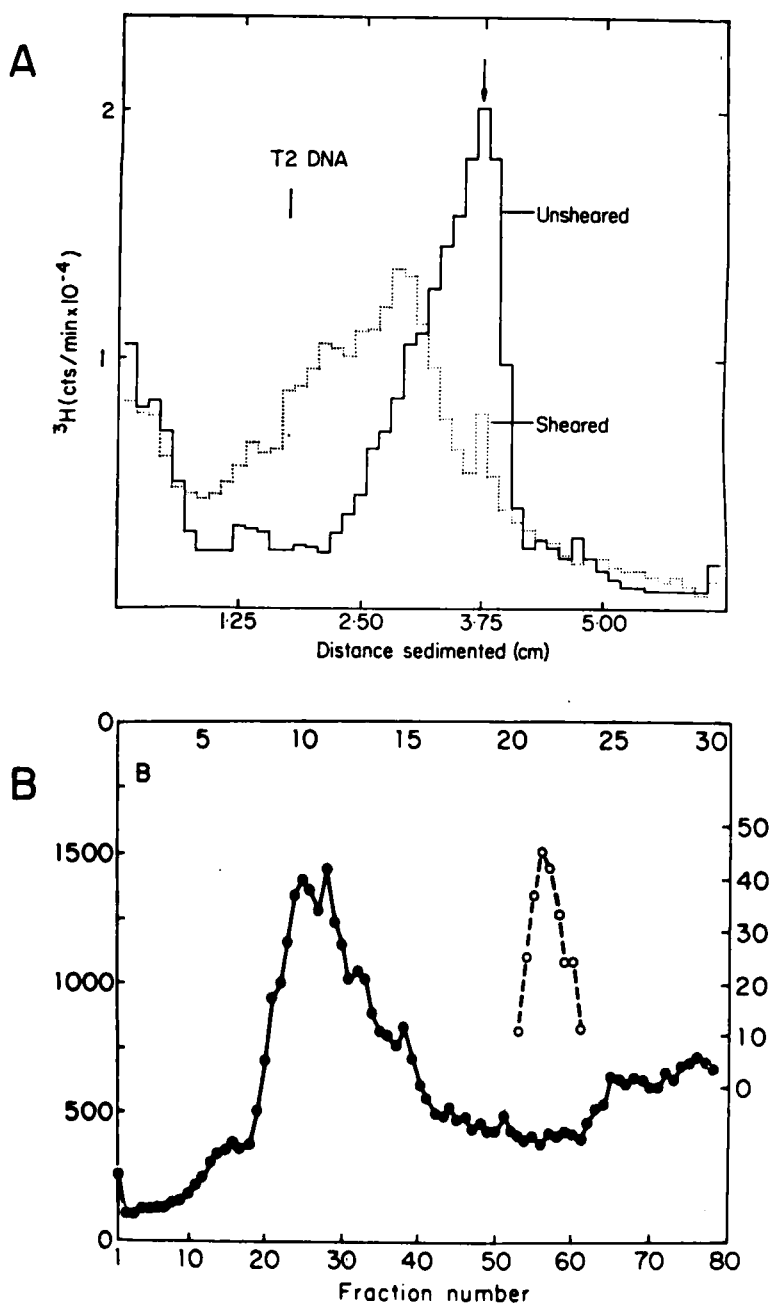 A
2
T2 DNA
Unsheared
³H (cts/min x 10⁻⁴)
1
Sheared
1·25 2·50 3·75 5·00
Distance sedimented (cm)
B
0 5 10 15 20 25 30
B
50
1500
40
30
1000
20
10
500
0
0
1 10 20 30 40 50 60 70 80
Fraction number